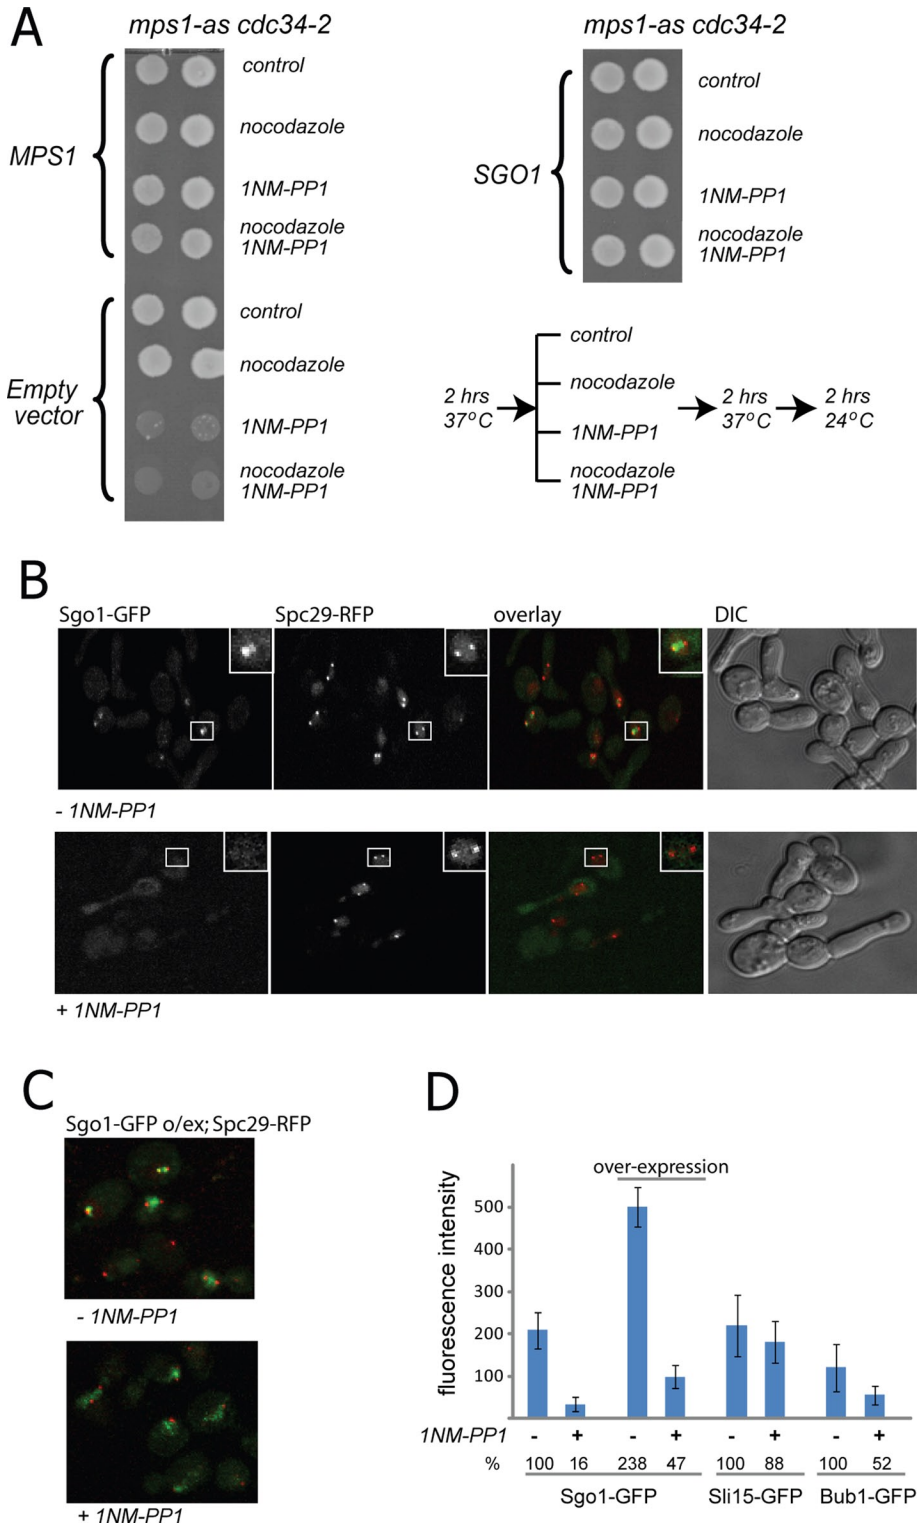 A
mps1-as cdc34-2
MPS1
control
nocodazole
1NM-PP1
nocodazole
1NM-PP1
Empty
vector
control
nocodazole
1NM-PP1
nocodazole
1NM-PP1
mps1-as cdc34-2
SGO1
control
nocodazole
1NM-PP1
nocodazole
1NM-PP1
2 hrs
37°C
control
nocodazole
1NM-PP1
nocodazole
1NM-PP1
2 hrs
37°C
2 hrs
24°C
B
Sgo1-GFP
Spc29-RFP
overlay
DIC
- 1NM-PP1
+ 1NM-PP1
C
Sgo1-GFP o/ex; Spc29-RFP
- 1NM-PP1
+ 1NM-PP1
D
fluorescence intensity
500
400
300
200
100
over-expression
1NM-PP1 - + - + - + - +
% 100 16 238 47 100 88 100 52
Sgo1-GFP Sli15-GFP Bub1-GFP